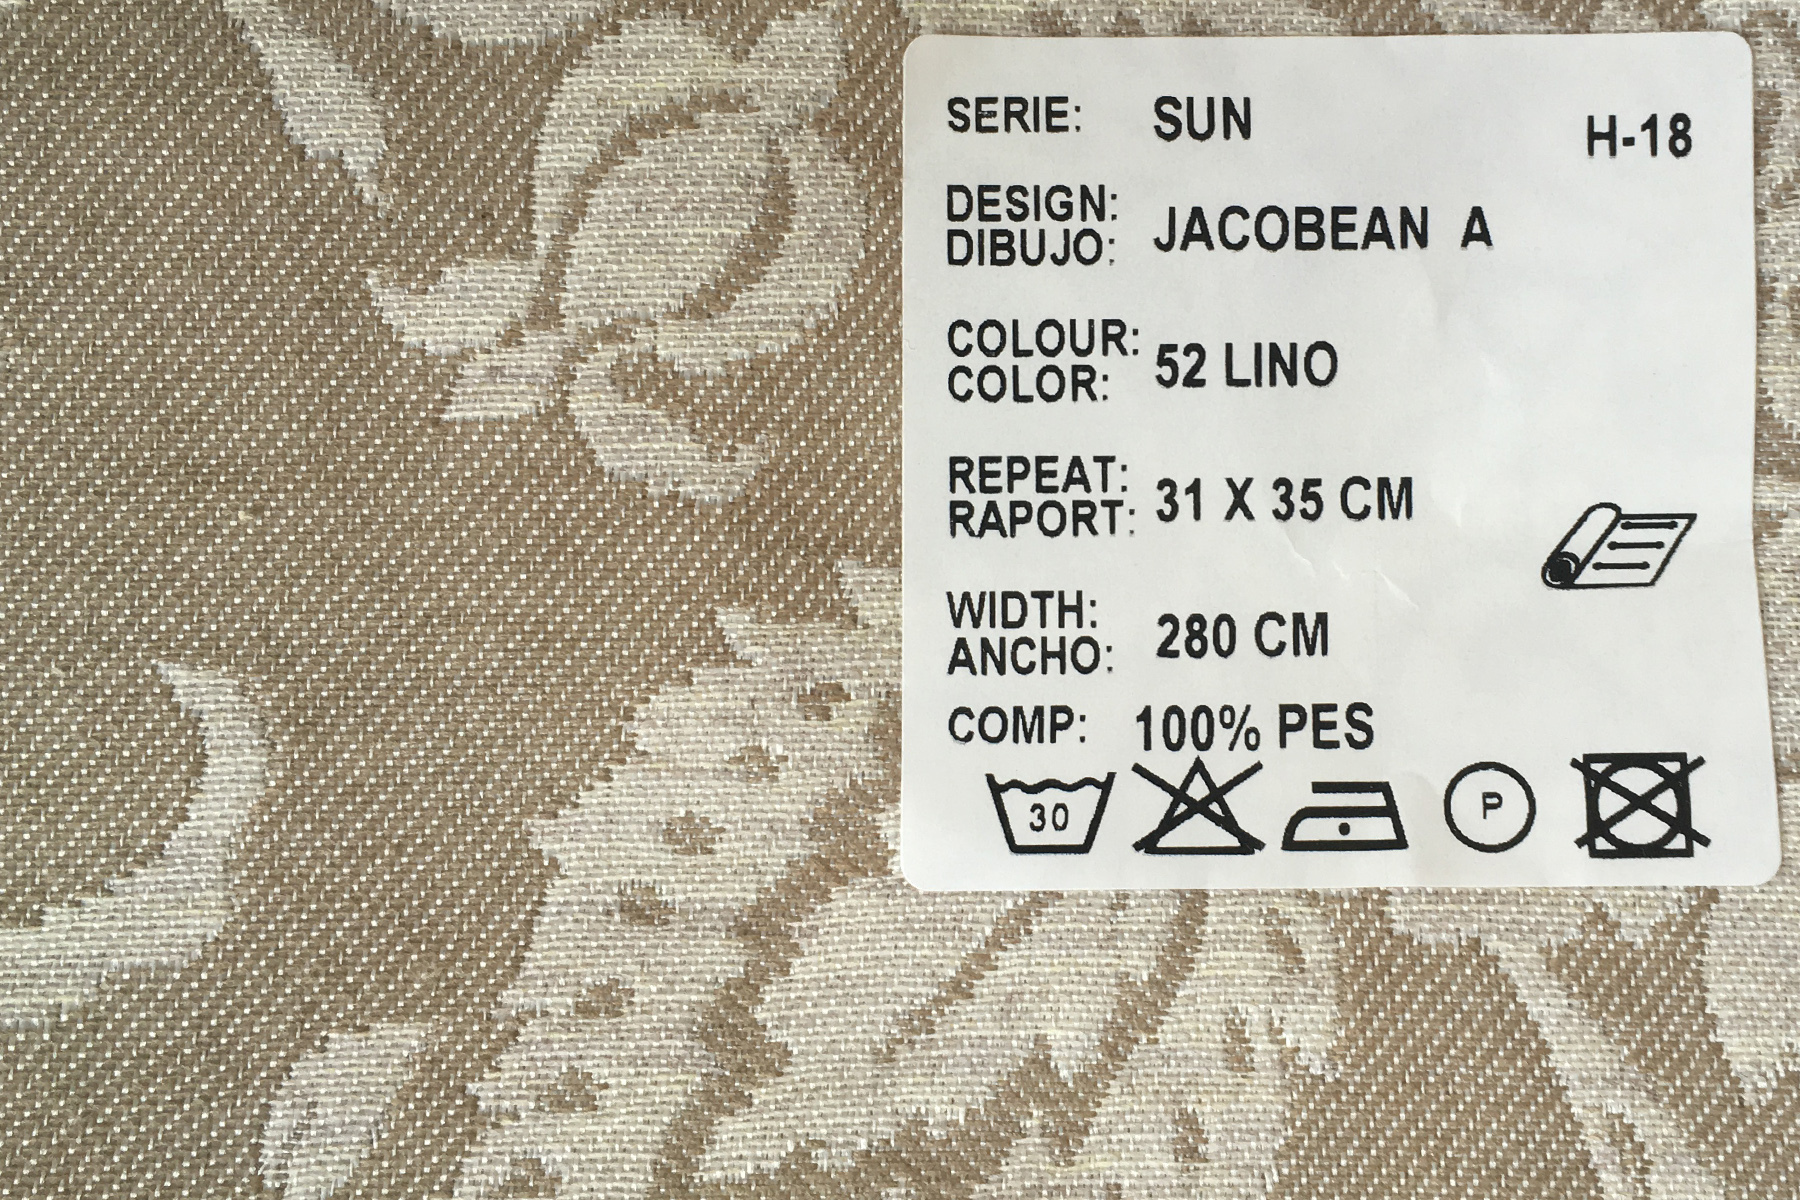 SERIE: SUN H-18
DESIGN:
DIBUJO: JACOBEAN A
COLOUR:
COLOR: 52 LINO
REPEAT:
RAPORT: 31 X 35 CM
WIDTH:
ANCHO: 280 CM
COMP: 100% PES
30 P